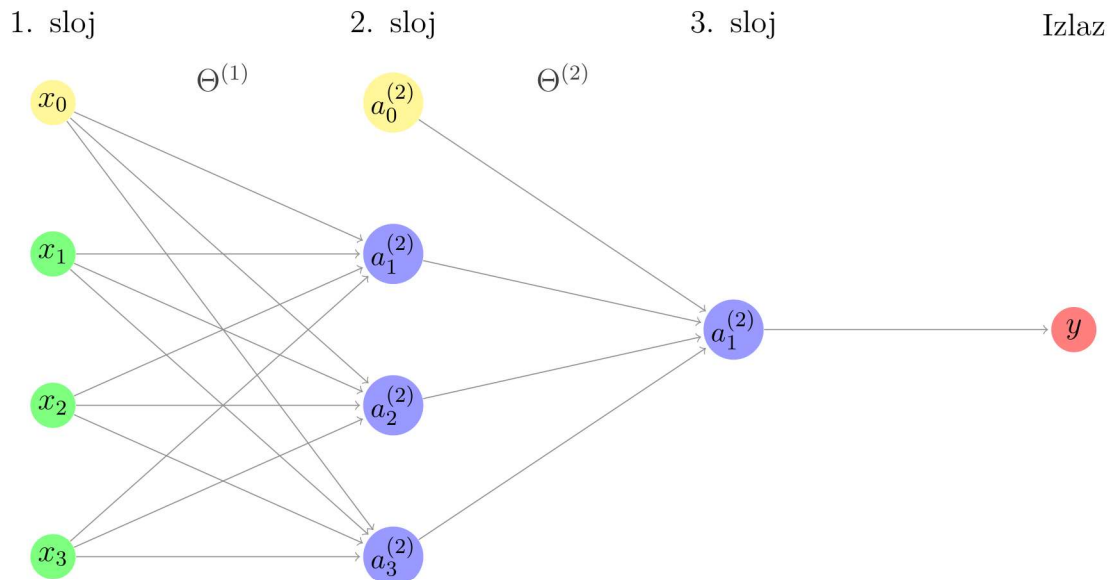 1. sloj 2. sloj 3. sloj Izlaz
Θ^(1) Θ^(2)
x_0 a_0^(2)
x_1 a_1^(2)
a_1^(2) y
x_2 a_2^(2)
x_3 a_3^(2)